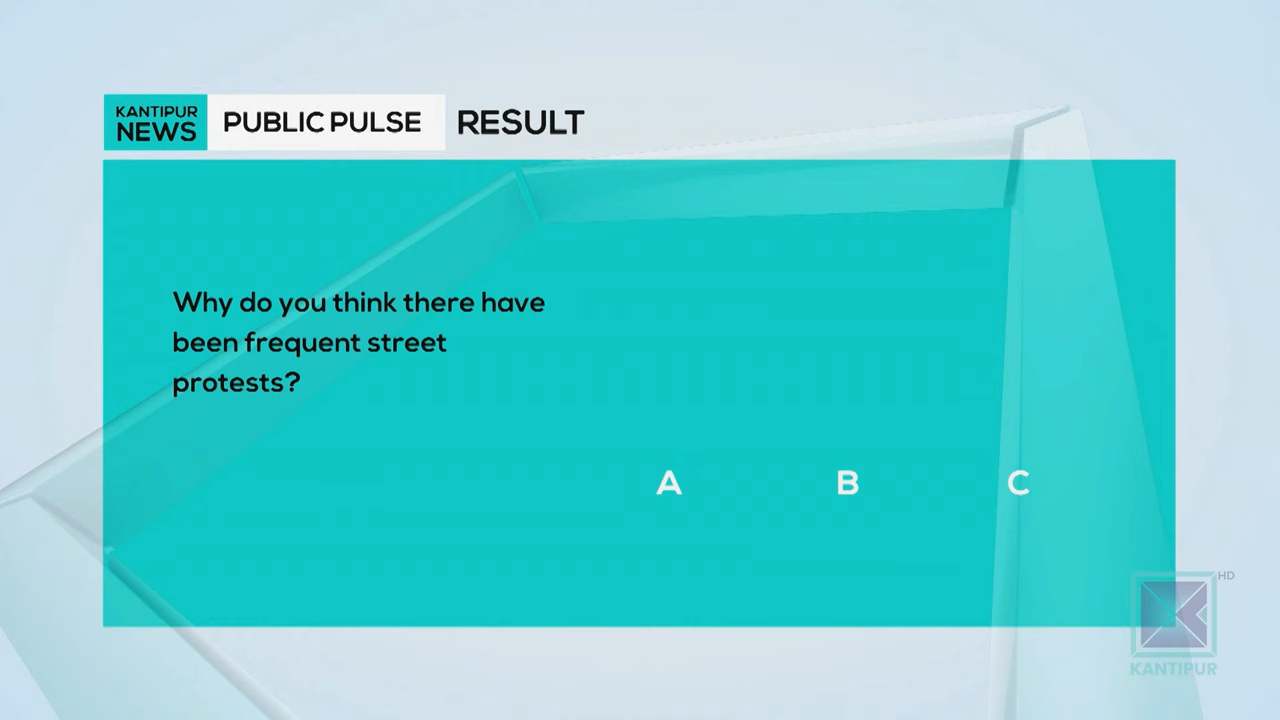 KANTIPUR
NEWS
PUBLIC PULSE
RESULT
Why do you think there have
been frequent street
protests?
A B C
HD
KANTIPUR